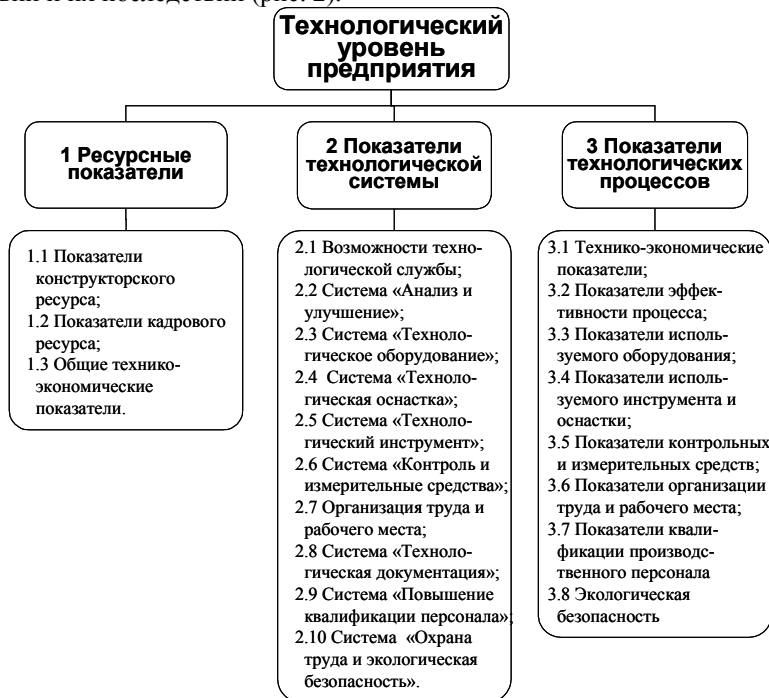 (рис. 2).
Технологический
уровень
предприятия
1 Ресурсные
показатели
1.1 Показатели
конструкторского
ресурса;
1.2 Показатели кадрового
ресурса;
1.3 Общие технико-
экономические
показатели.
2 Показатели
технологической
системы
2.1 Возможности техно-
логической службы;
2.2 Система «Анализ и
улучшение»;
2.3 Система «Техноло-
гическое оборудование»;
2.4 Система «Техноло-
гическая оснастка»;
2.5 Система «Техноло-
гический инструмент»;
2.6 Система «Контроль и
измерительные средства»;
2.7 Организация труда и
рабочего места;
2.8 Система «Техноло-
гическая документация»;
2.9 Система «Повышение
квалификации персонала»;
2.10 Система «Охрана
труда и экологическая
безопасность».
3 Показатели
технологических
процессов
3.1 Технико-экономические
показатели;
3.2 Показатели эффек-
тивности процесса;
3.3 Показатели исполь-
зуемого оборудования;
3.4 Показатели исполь-
зуемого инструмента и
оснастки;
3.5 Показатели контрольных
и измерительных средств;
3.6 Показатели организации
труда и рабочего места;
3.7 Показатели квали-
фикации производс-
твенного персонала
3.8 Экологическая
безопасность